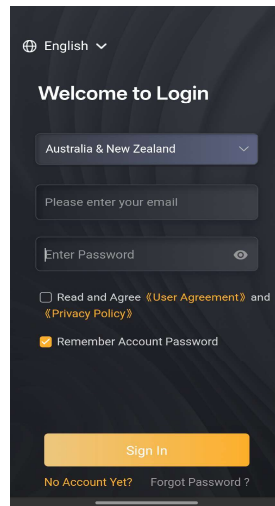 English
Welcome to Login
Australia & New Zealand
Please enter your email
Enter Password
Read and Agree 《User Agreement》 and
《Privacy Policy》
Remember Account Password
Sign In
No Account Yet? Forgot Password ?